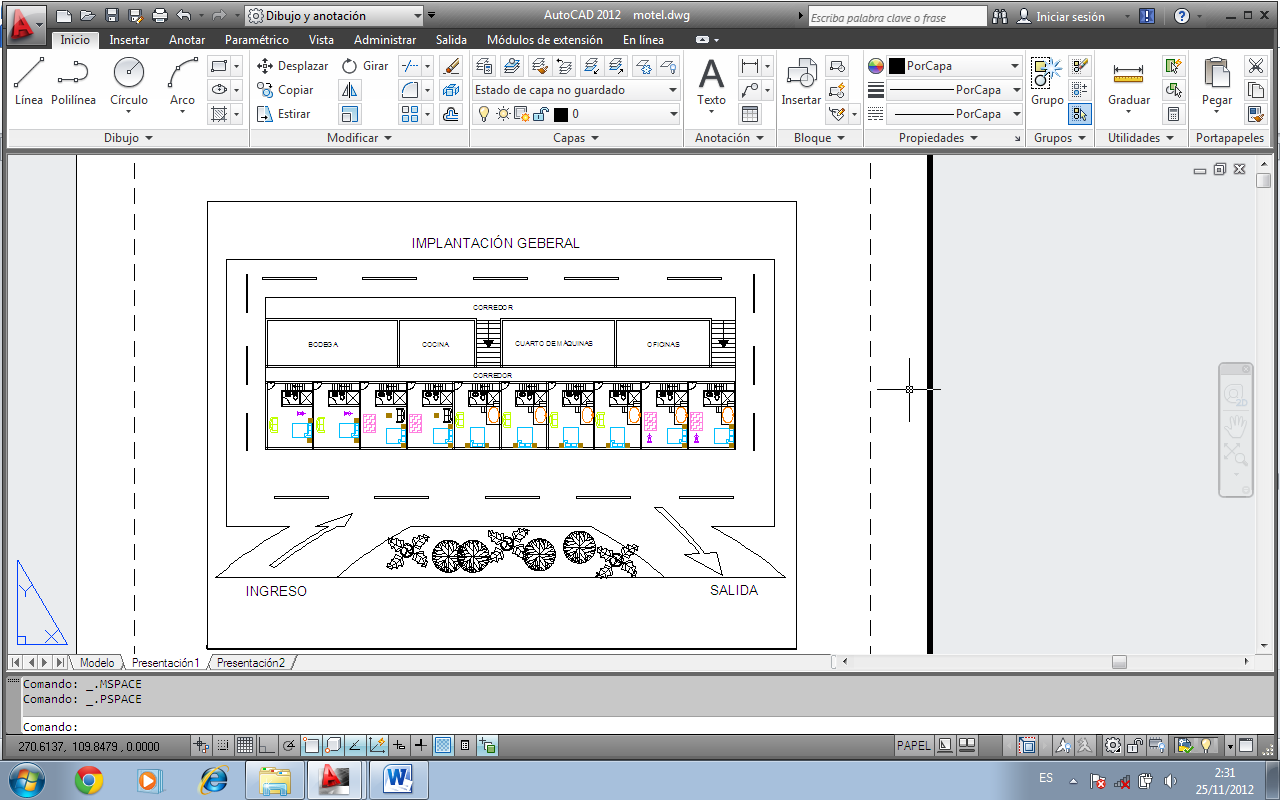 Dibujo y anotación
AutoCAD 2012 motel.dwg
Escriba palabra clave o frase
Iniciar sesión
Inicio Insertar Anotar Paramétrico Vista Administrar Salida Módulos de extensión En línea
Línea Polilínea Círculo Arco
Desplazar Girar
Copiar
Estirar
Estado de capa no guardado
0
Texto
Insertar
PorCapa
PorCapa
PorCapa
Grupo
Graduar
Pegar
Dibujo Modificar Capas Anotación Bloque Propiedades Grupos Utilidades Portapapeles
IMPLANTACIÓN GEBERAL
CORREDOR
BODEGA COCINA CUARTO DE MÁQUINAS OFICINAS
CORREDOR
INGRESO SALIDA
Y
X
2D
Modelo Presentación1 Presentación2
Comando: _.MSPACE
Comando: _.PSPACE
Comando:
270.6137, 109.8479 , 0.0000
PAPEL
ES
2:31
25/11/2012